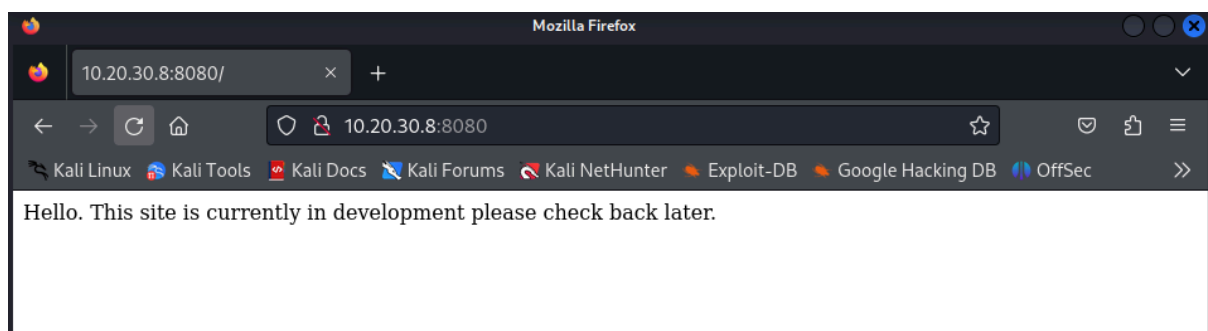 Mozilla Firefox
10.20.30.8:8080/
10.20.30.8:8080
Kali Linux Kali Tools Kali Docs Kali Forums Kali NetHunter Exploit-DB Google Hacking DB OffSec
Hello. This site is currently in development please check back later.